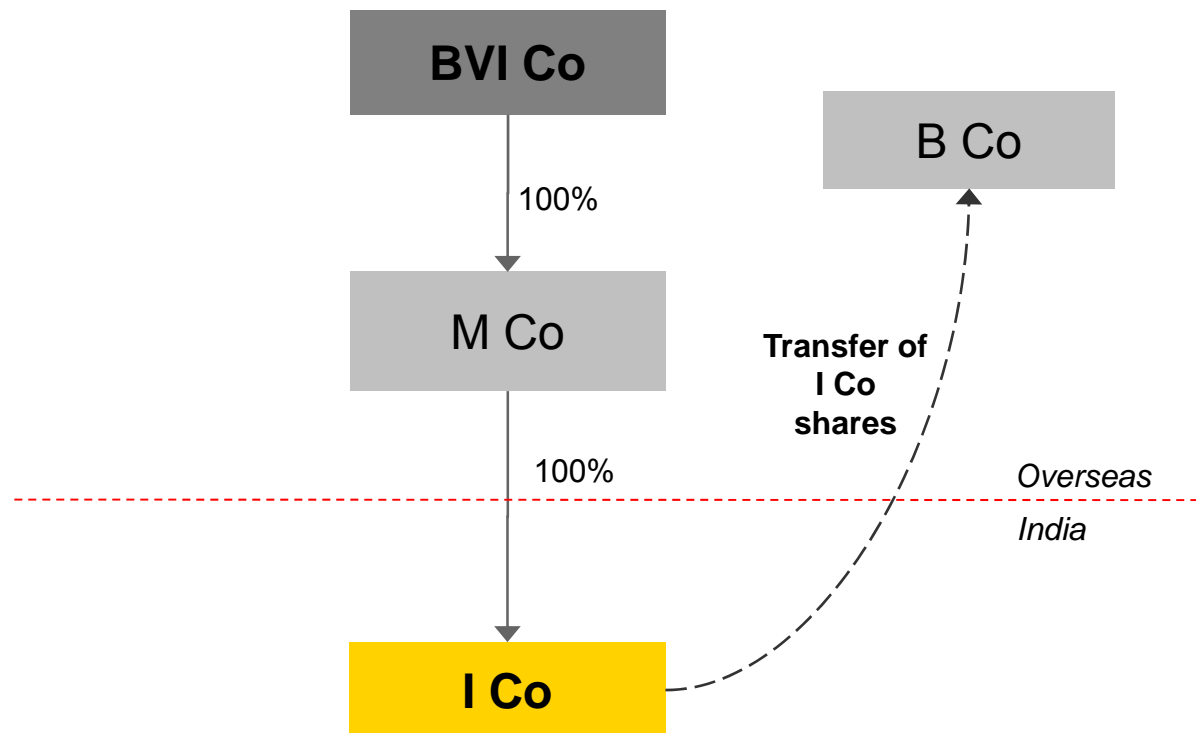 BVI Co
B Co
100%
M Co
Transfer of
I Co
shares
100%
Overseas
India
I Co